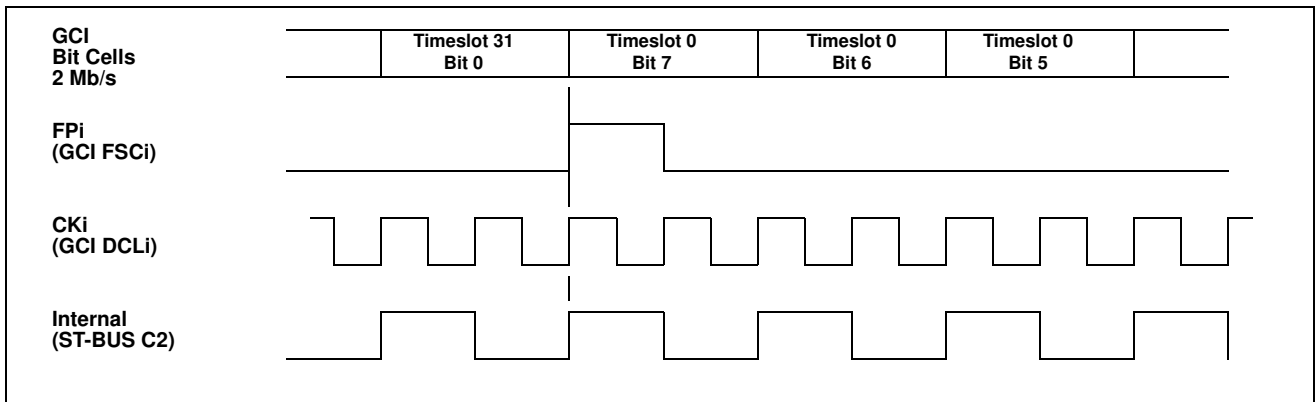 GCI
Bit Cells
2 Mb/s
Timeslot 31
Bit 0
Timeslot 0
Bit 7
Timeslot 0
Bit 6
Timeslot 0
Bit 5
FPi
(GCI FSCi)
CKi
(GCI DCLi)
Internal
(ST-BUS C2)